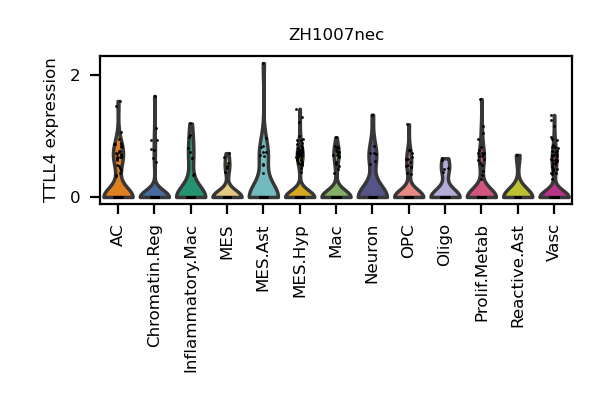 ZH1007nec
TTLL4 expression
2
0
AC
Chromatin.Reg
Inflammatory.Mac
MES
MES.Ast
MES.Hyp
Mac
Neuron
OPC
Oligo
Prolif.Metab
Reactive.Ast
Vasc